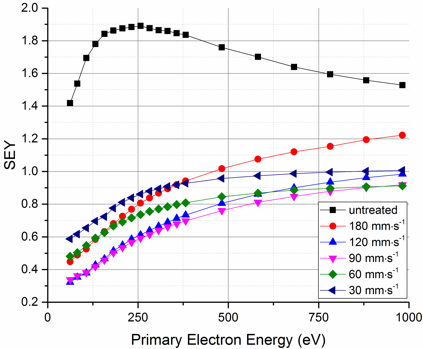 2.0
1.8
1.6
1.4
1.2
1.0
0.8
0.6
0.4
0.2
SEY
untreated
180 mm·s⁻¹
120 mm·s⁻¹
90 mm·s⁻¹
60 mm·s⁻¹
30 mm·s⁻¹
0 250 500 750 1000
Primary Electron Energy (eV)